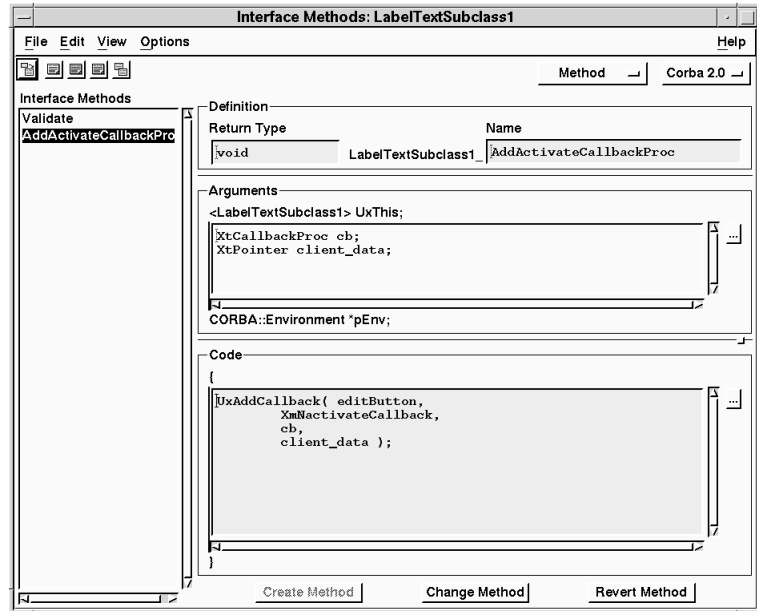 Interface Methods: LabelTextSubclass1
File Edit View Options Help
Method Corba 2.0
Interface Methods
Validate
AddActivateCallbackPro
Definition
Return Type Name
void LabelTextSubclass1_ AddActivateCallbackProc
Arguments
<LabelTextSubclass1> UxThis;
XtCallbackProc cb;
XtPointer client_data;
...
CORBA::Environment *pEnv;
Code
{
UxAddCallback( editButton,
XmNactivateCallback,
cb,
client_data );
...
}
Create Method Change Method Revert Method